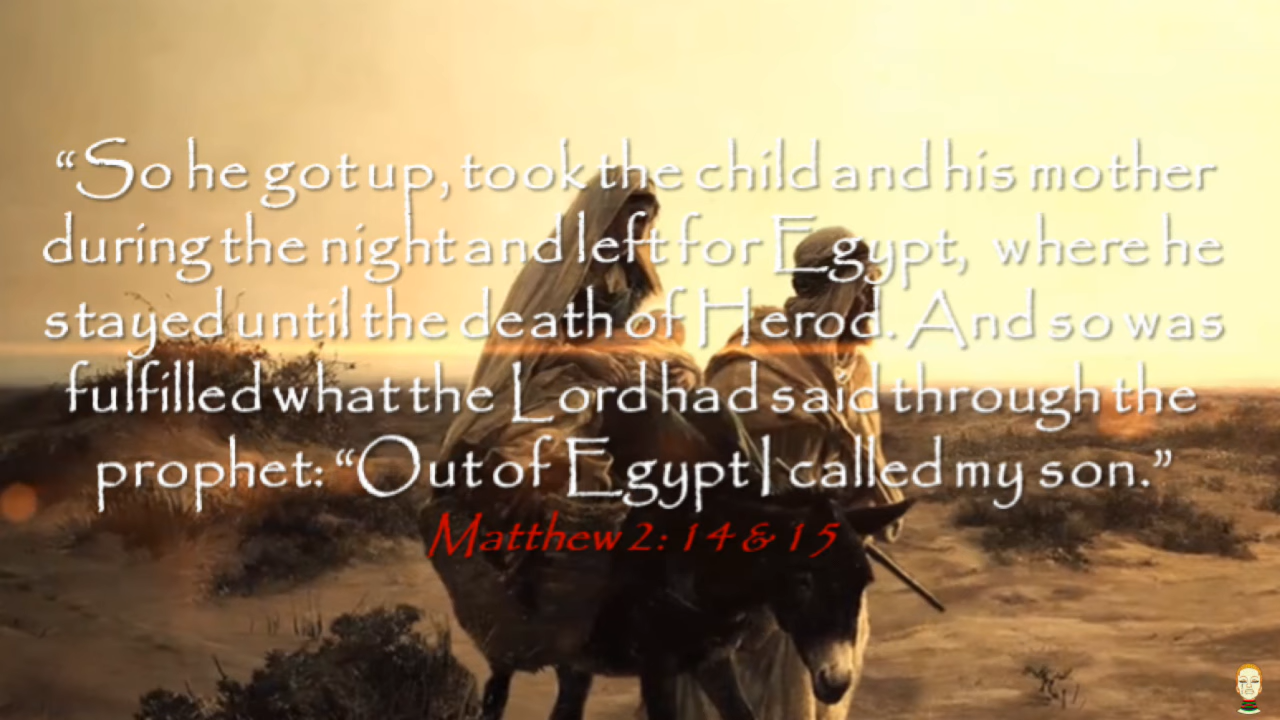 “So he got up, took the child and his mother
during the night and left for Egypt, where he
stayed until the death of Herod. And so was
fulfilled what the Lord had said through the
prophet: “Out of Egypt I called my son.”
Matthew 2: 14 & 15